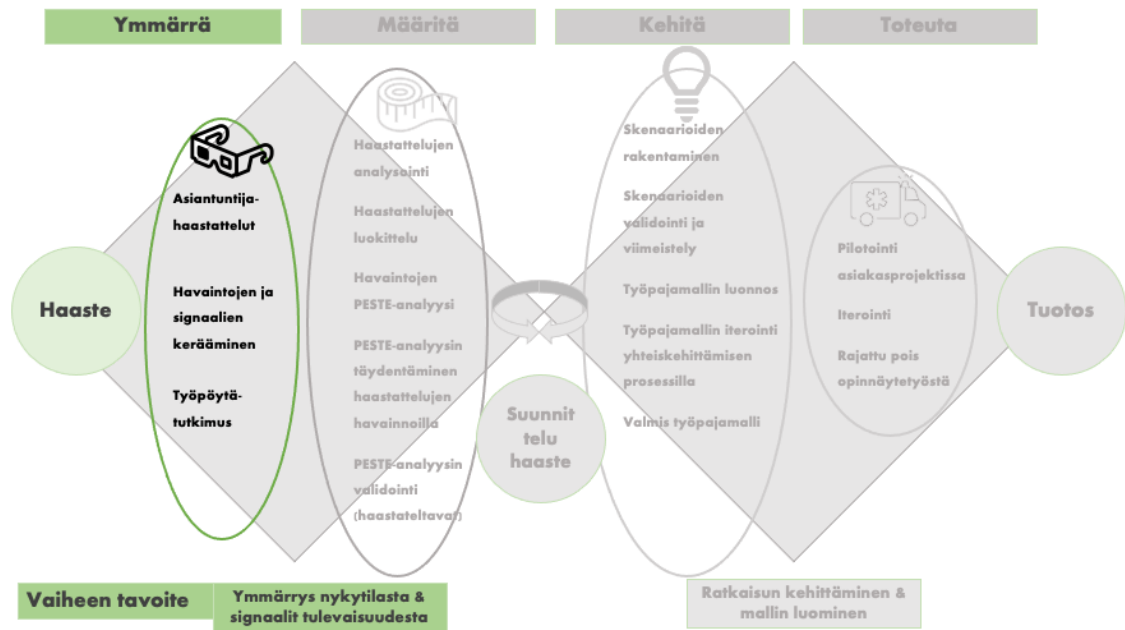 Ymmärrä
Määritä
Kehitä
Toteuta
Haaste
Asiantuntija-
haastattelut
Havaintojen ja
signaalien
kerääminen
Työpöytä-
tutkimus
Haastattelujen
analysointi
Haastattelujen
luokittelu
Havaintojen
PESTE-analyysi
PESTE-analyysin
täydentäminen
haastattelujen
havainnoilla
PESTE-analyysin
validointi
(haastateltavat)
Suunnit
telu
haaste
Skenaarioiden
rakentaminen
Skenaarioiden
validointi ja
viimeistely
Työpajamallin luonnos
Työpajamallin iterointi
yhteiskehittämisen
prosessilla
Valmis työpajamalli
Pilotointi
asiakasprojektissa
Iterointi
Rajattu pois
opinnäytetyöstä
Tuotos
Vaiheen tavoite
Ymmärrys nykytilasta &
signaalit tulevaisuudesta
Ratkaisun kehittäminen &
mallin luominen